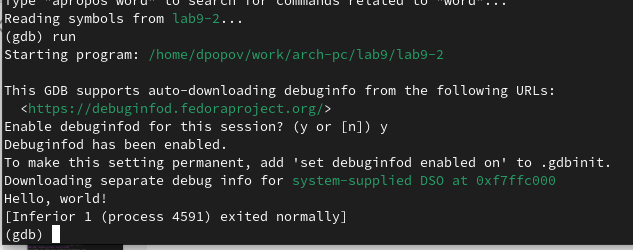 Type "apropos word" to search for commands related to "word"...
Reading symbols from lab9-2...
(gdb) run
Starting program: /home/dpopov/work/arch-pc/lab9/lab9-2
This GDB supports auto-downloading debuginfo from the following URLs:
<https://debuginfod.fedoraproject.org/>
Enable debuginfod for this session? (y or [n]) y
Debuginfod has been enabled.
To make this setting permanent, add 'set debuginfod enabled on' to .gdbinit.
Downloading separate debug info for system-supplied DSO at 0xf7ffc000
Hello, world!
[Inferior 1 (process 4591) exited normally]
(gdb)